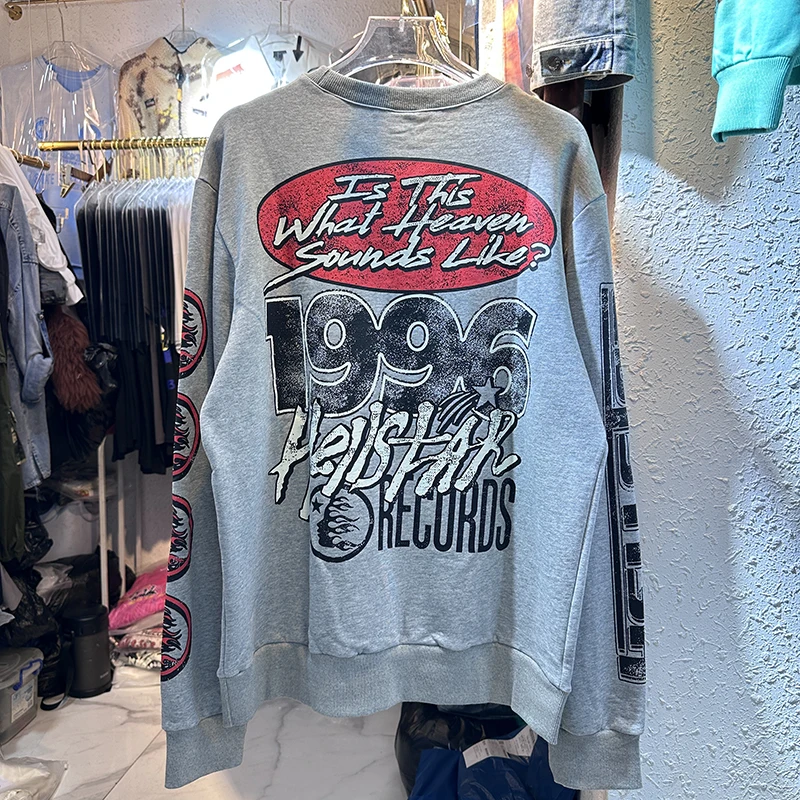 Is This
What Heaven
Sounds Like?
1996
HellStAR
RECORDS